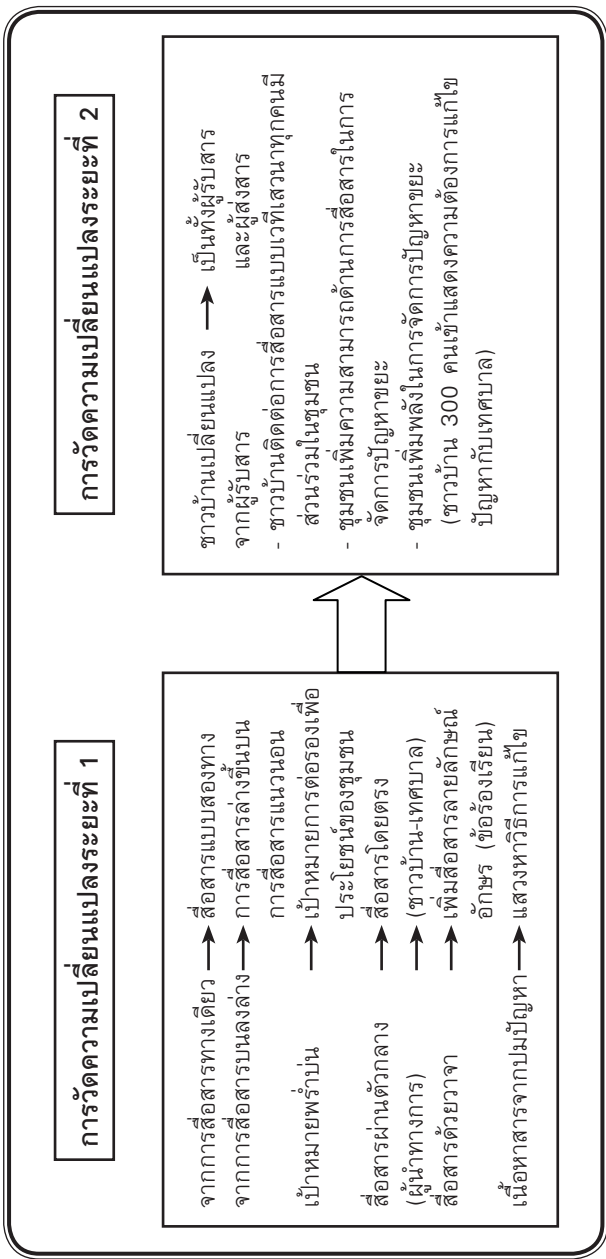 การวัดความเปลี่ยนแปลงระยะที่ 1
จากการสื่อสารทางเดียว → สื่อสารแบบสองทาง
จากการสื่อสารบนลงล่าง → การสื่อสารล่างขึ้นบน
การสื่อสารแนวนอน
เป้าหมายพร่ำบ่น → เป้าหมายการต่อรองเพื่อ
ประโยชน์ของชุมชน
สื่อสารผ่านตัวกลาง → สื่อสารโดยตรง
(ผู้นำทางการ) → (ชาวบ้าน-เทศบาล)
สื่อสารด้วยวาจา → เพิ่มสื่อสารลายลักษณ์
อักษร (ข้อร้องเรียน)
เนื้อหาสารจากปมปัญหา → แสวงหาวิธีการแก้ไข
การวัดความเปลี่ยนแปลงระยะที่ 2
ชาวบ้านเปลี่ยนแปลง → เป็นทั้งผู้รับสาร
จากผู้รับสาร และผู้ส่งสาร
- ชาวบ้านติดต่อการสื่อสารแบบเวทีเสวนาทุกคนมี
ส่วนร่วมในชุมชน
- ชุมชนเพิ่มความสามารถด้านการสื่อสารในการ
จัดการปัญหาขยะ
- ชุมชนเพิ่มพลังในการจัดการปัญหาขยะ
(ชาวบ้าน 300 คนเข้าแสดงความต้องการแก้ไข
ปัญหากับเทศบาล)